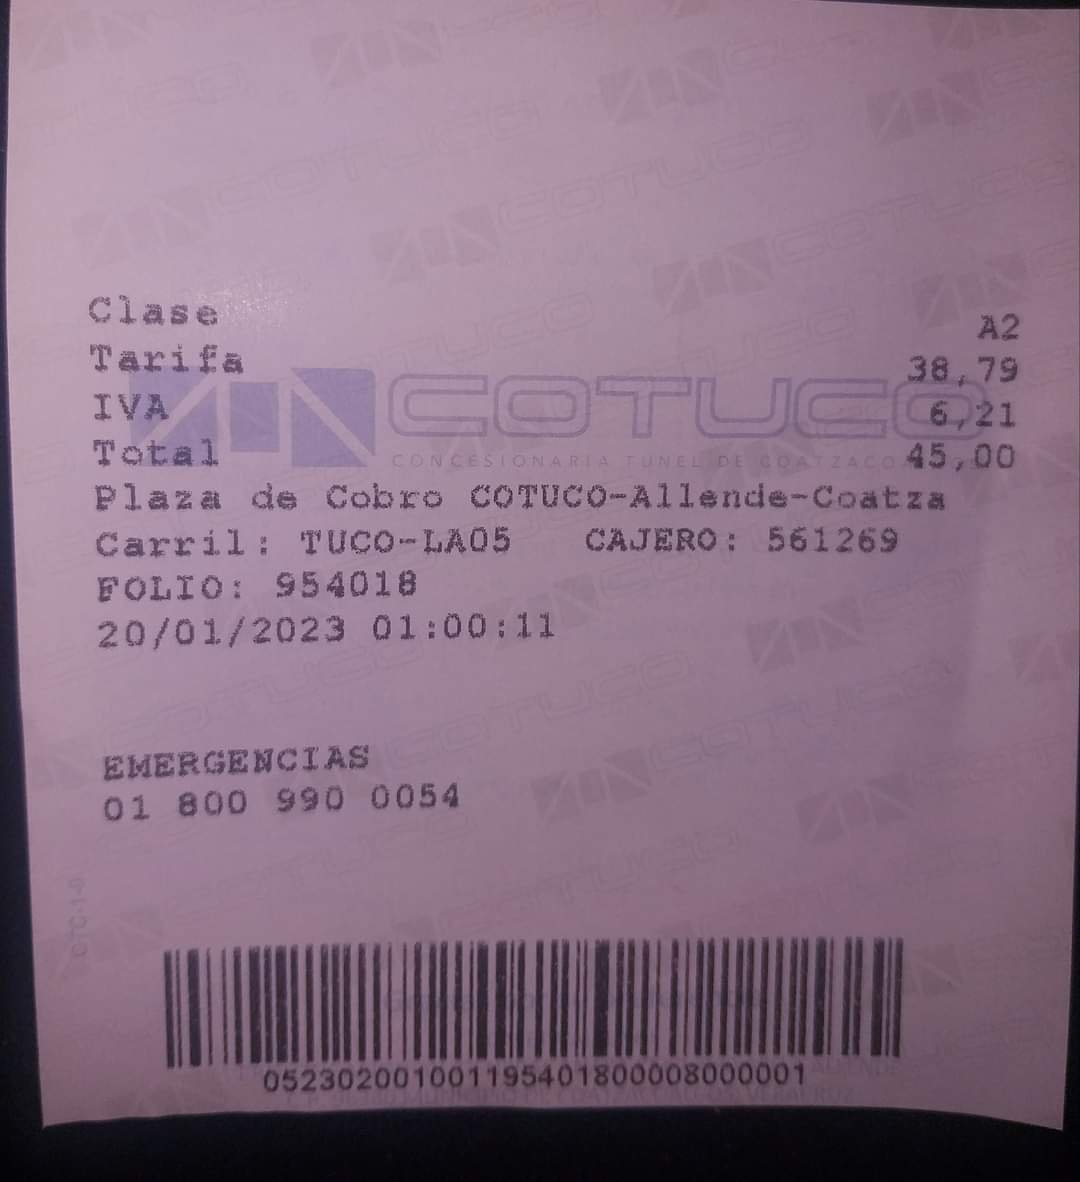 Clase A2
Tarifa 38,79
IVA 6,21
COTUCO
CONCESIONARIA TUNEL DE COATZACO
Total 45,00
Plaza de Cobro COTUCO-Allende-Coatza
Carril: TUCO-LA05 CAJERO: 561269
FOLIO: 954018
20/01/2023 01:00:11
EMERGENCIAS
01 800 990 0054
0523020010011954018000080000​01